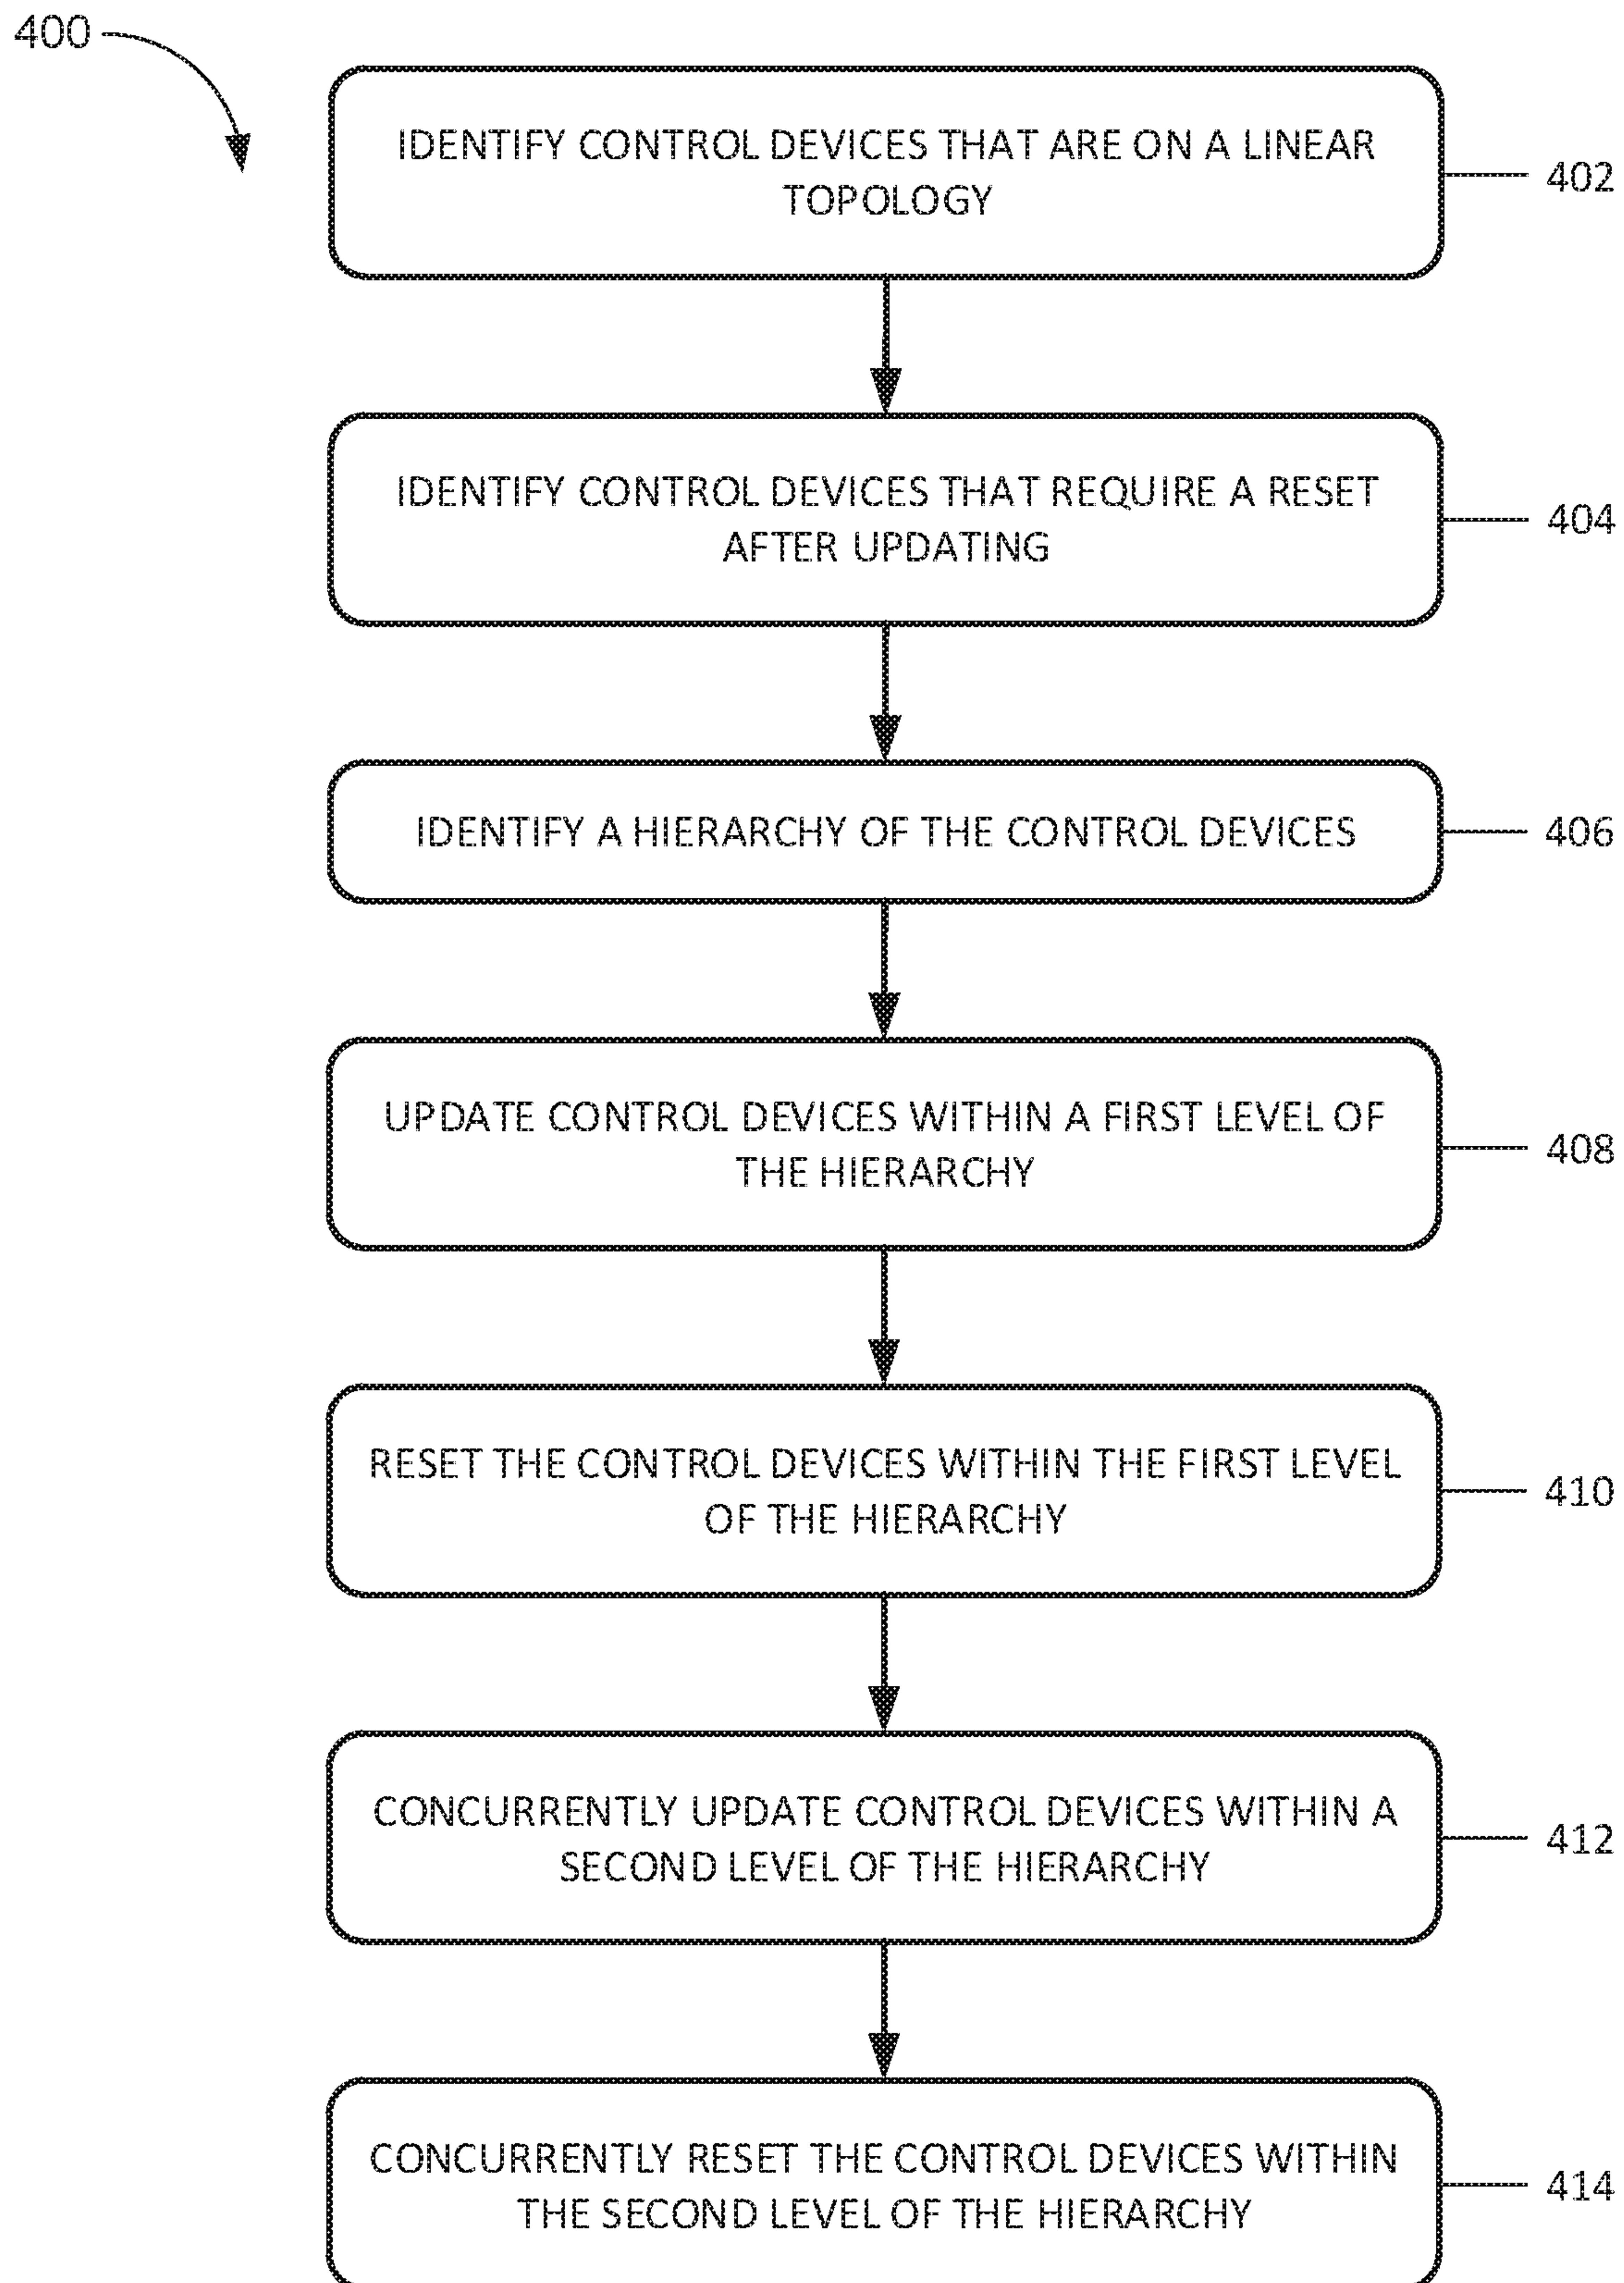 400
IDENTIFY CONTROL DEVICES THAT ARE ON A LINEAR
TOPOLOGY
402
IDENTIFY CONTROL DEVICES THAT REQUIRE A RESET
AFTER UPDATING
404
IDENTIFY A HIERARCHY OF THE CONTROL DEVICES
406
UPDATE CONTROL DEVICES WITHIN A FIRST LEVEL OF
THE HIERARCHY
408
RESET THE CONTROL DEVICES WITHIN THE FIRST LEVEL
OF THE HIERARCHY
410
CONCURRENTLY UPDATE CONTROL DEVICES WITHIN A
SECOND LEVEL OF THE HIERARCHY
412
CONCURRENTLY RESET THE CONTROL DEVICES WITHIN
THE SECOND LEVEL OF THE HIERARCHY
414